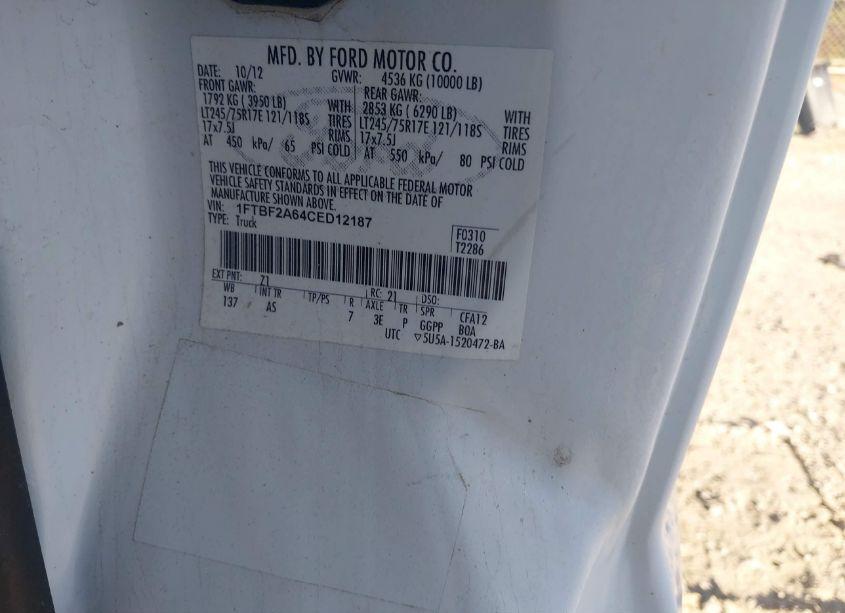 MFD. BY FORD MOTOR CO.
DATE: 10/12 GVWR: 4536 KG (10000 LB)
FRONT GAWR: REAR GAWR:
1792 KG ( 3950 LB) WITH 2853 KG ( 6290 LB) WITH
LT245/75R17E 121/118S TIRES LT245/75R17E 121/118S TIRES
17x7.5J RIMS 17x7.5J RIMS
AT 450 kPa/ 65 PSI COLD AT 550 kPa/ 80 PSI COLD
THIS VEHICLE CONFORMS TO ALL APPLICABLE FEDERAL MOTOR
VEHICLE SAFETY STANDARDS IN EFFECT ON THE DATE OF
MANUFACTURE SHOWN ABOVE.
VIN: 1FTBF2A64CED12187
TYPE: Truck
F0310
T2286
EXT PNT: Z1 RC: 21 DSO:
WB INT TR TP/PS R AXLE TR SPR CFA12
137 AS 7 3E P GGPP BOA
UTC ▽5U5A-1520472-BA